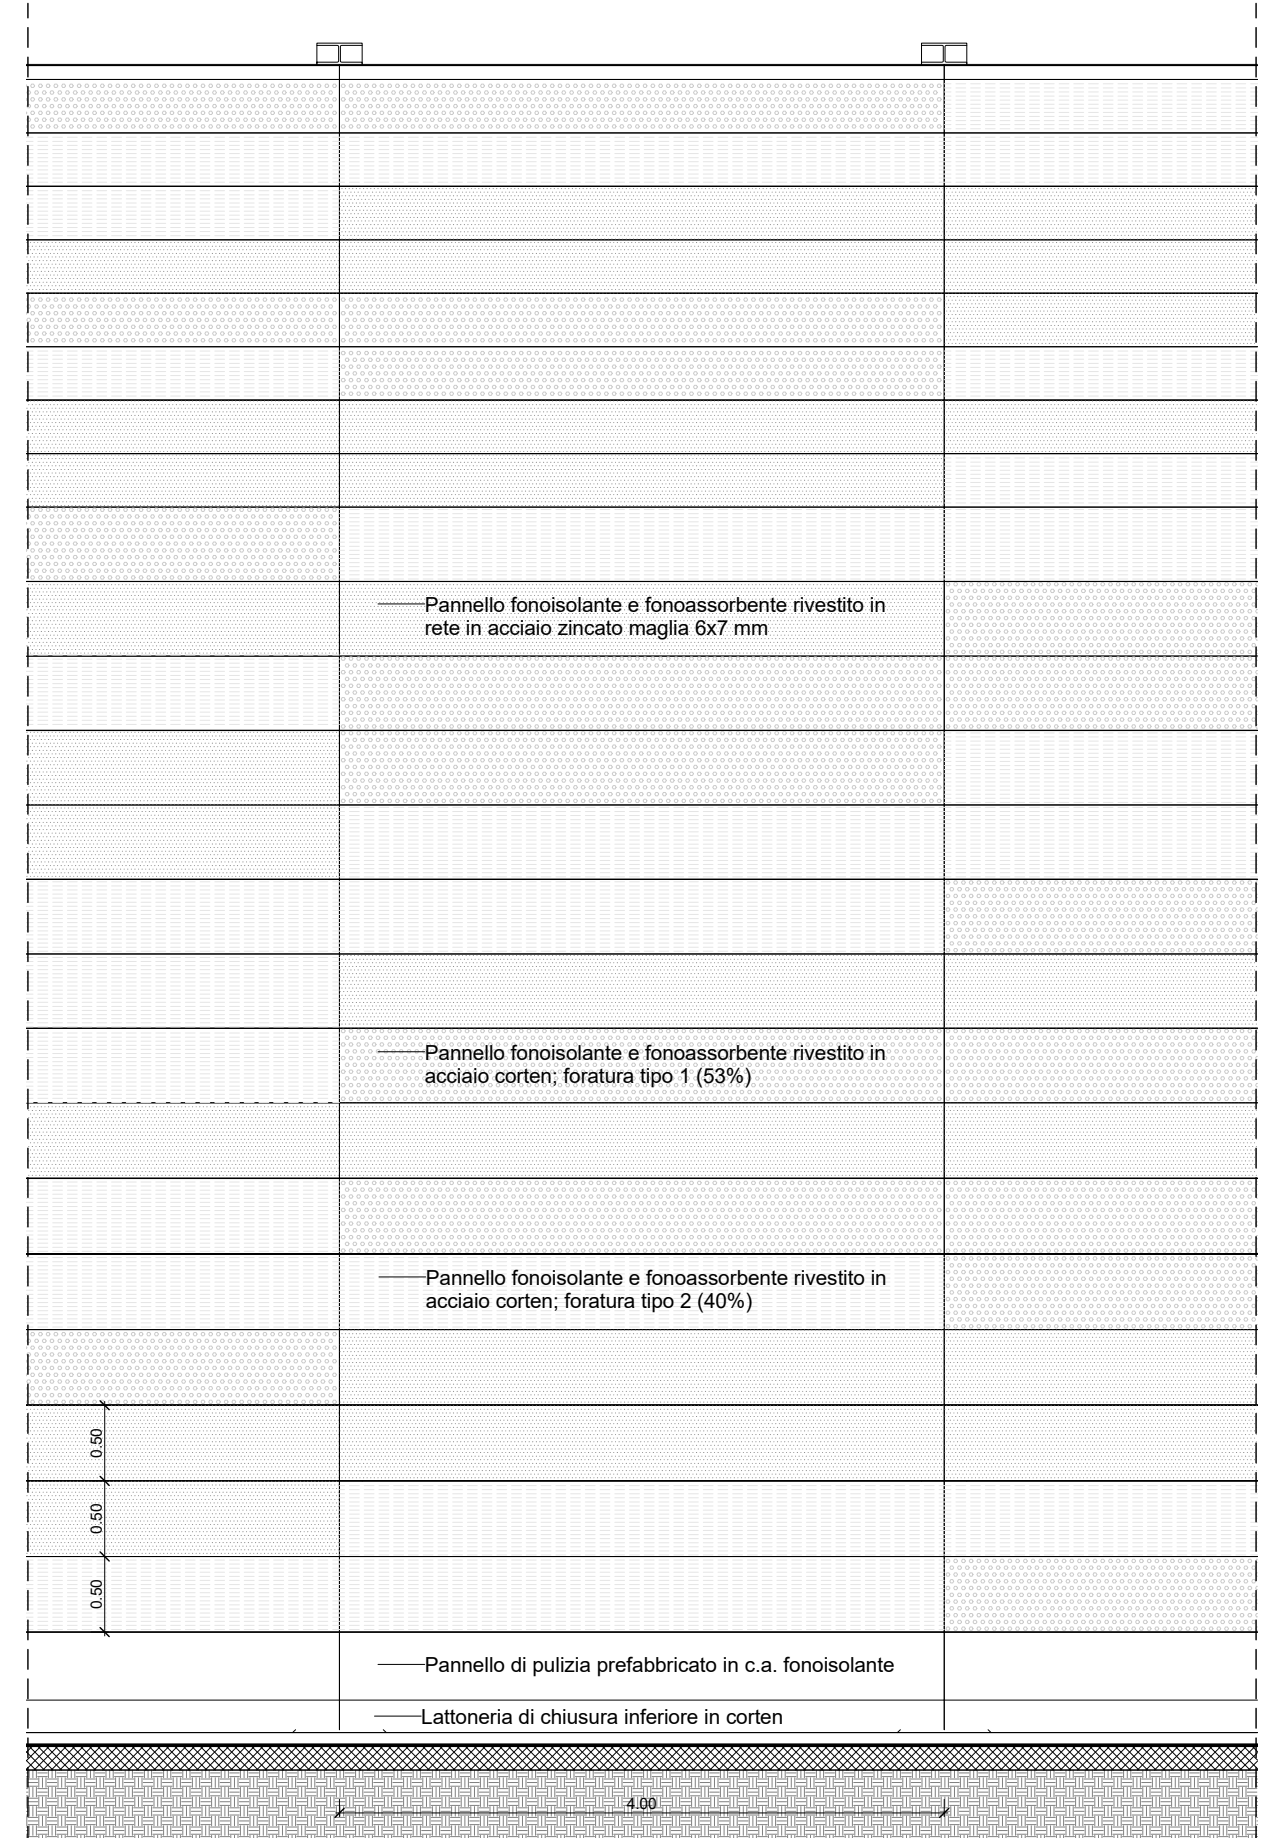 Pannello fonoisolante e fonoassorbente rivestito in
rete in acciaio zincato maglia 6x7 mm
Pannello fonoisolante e fonoassorbente rivestito in
acciaio corten; foratura tipo 1 (53%)
Pannello fonoisolante e fonoassorbente rivestito in
acciaio corten; foratura tipo 2 (40%)
0.50
0.50
0.50
Pannello di pulizia prefabbricato in c.a. fonoisolante
Lattoneria di chiusura inferiore in corten
4.00